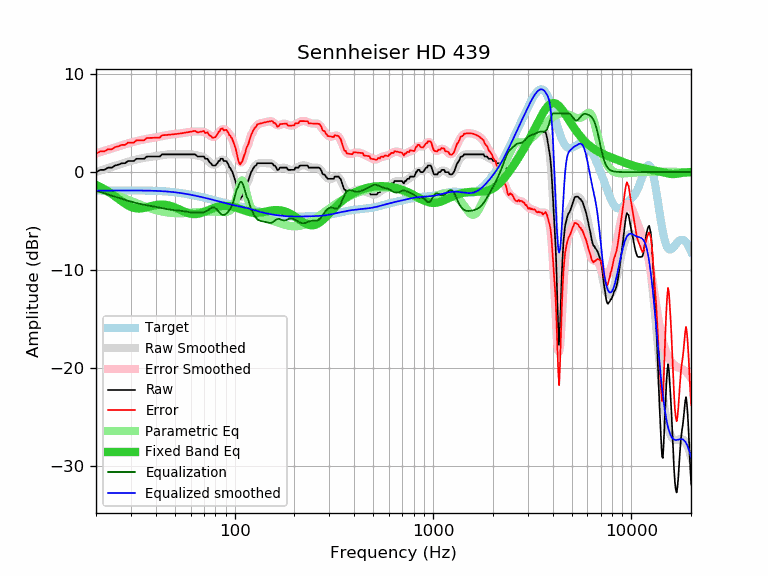 Sennheiser HD 439
10
0
−10
−20
−30
Amplitude (dBr)
Target
Raw Smoothed
Error Smoothed
Raw
Error
Parametric Eq
Fixed Band Eq
Equalization
Equalized smoothed
100
1000
10000
Frequency (Hz)